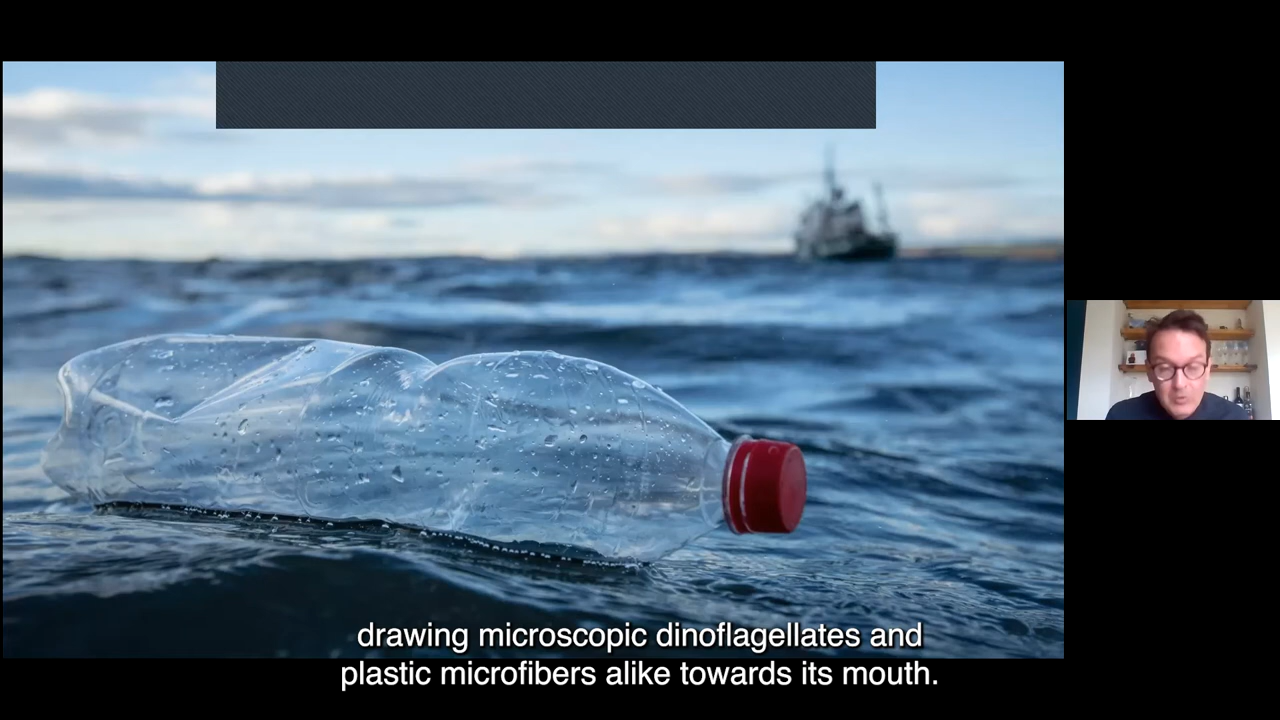 drawing microscopic dinoflagellates and
plastic microfibers alike towards its mouth.